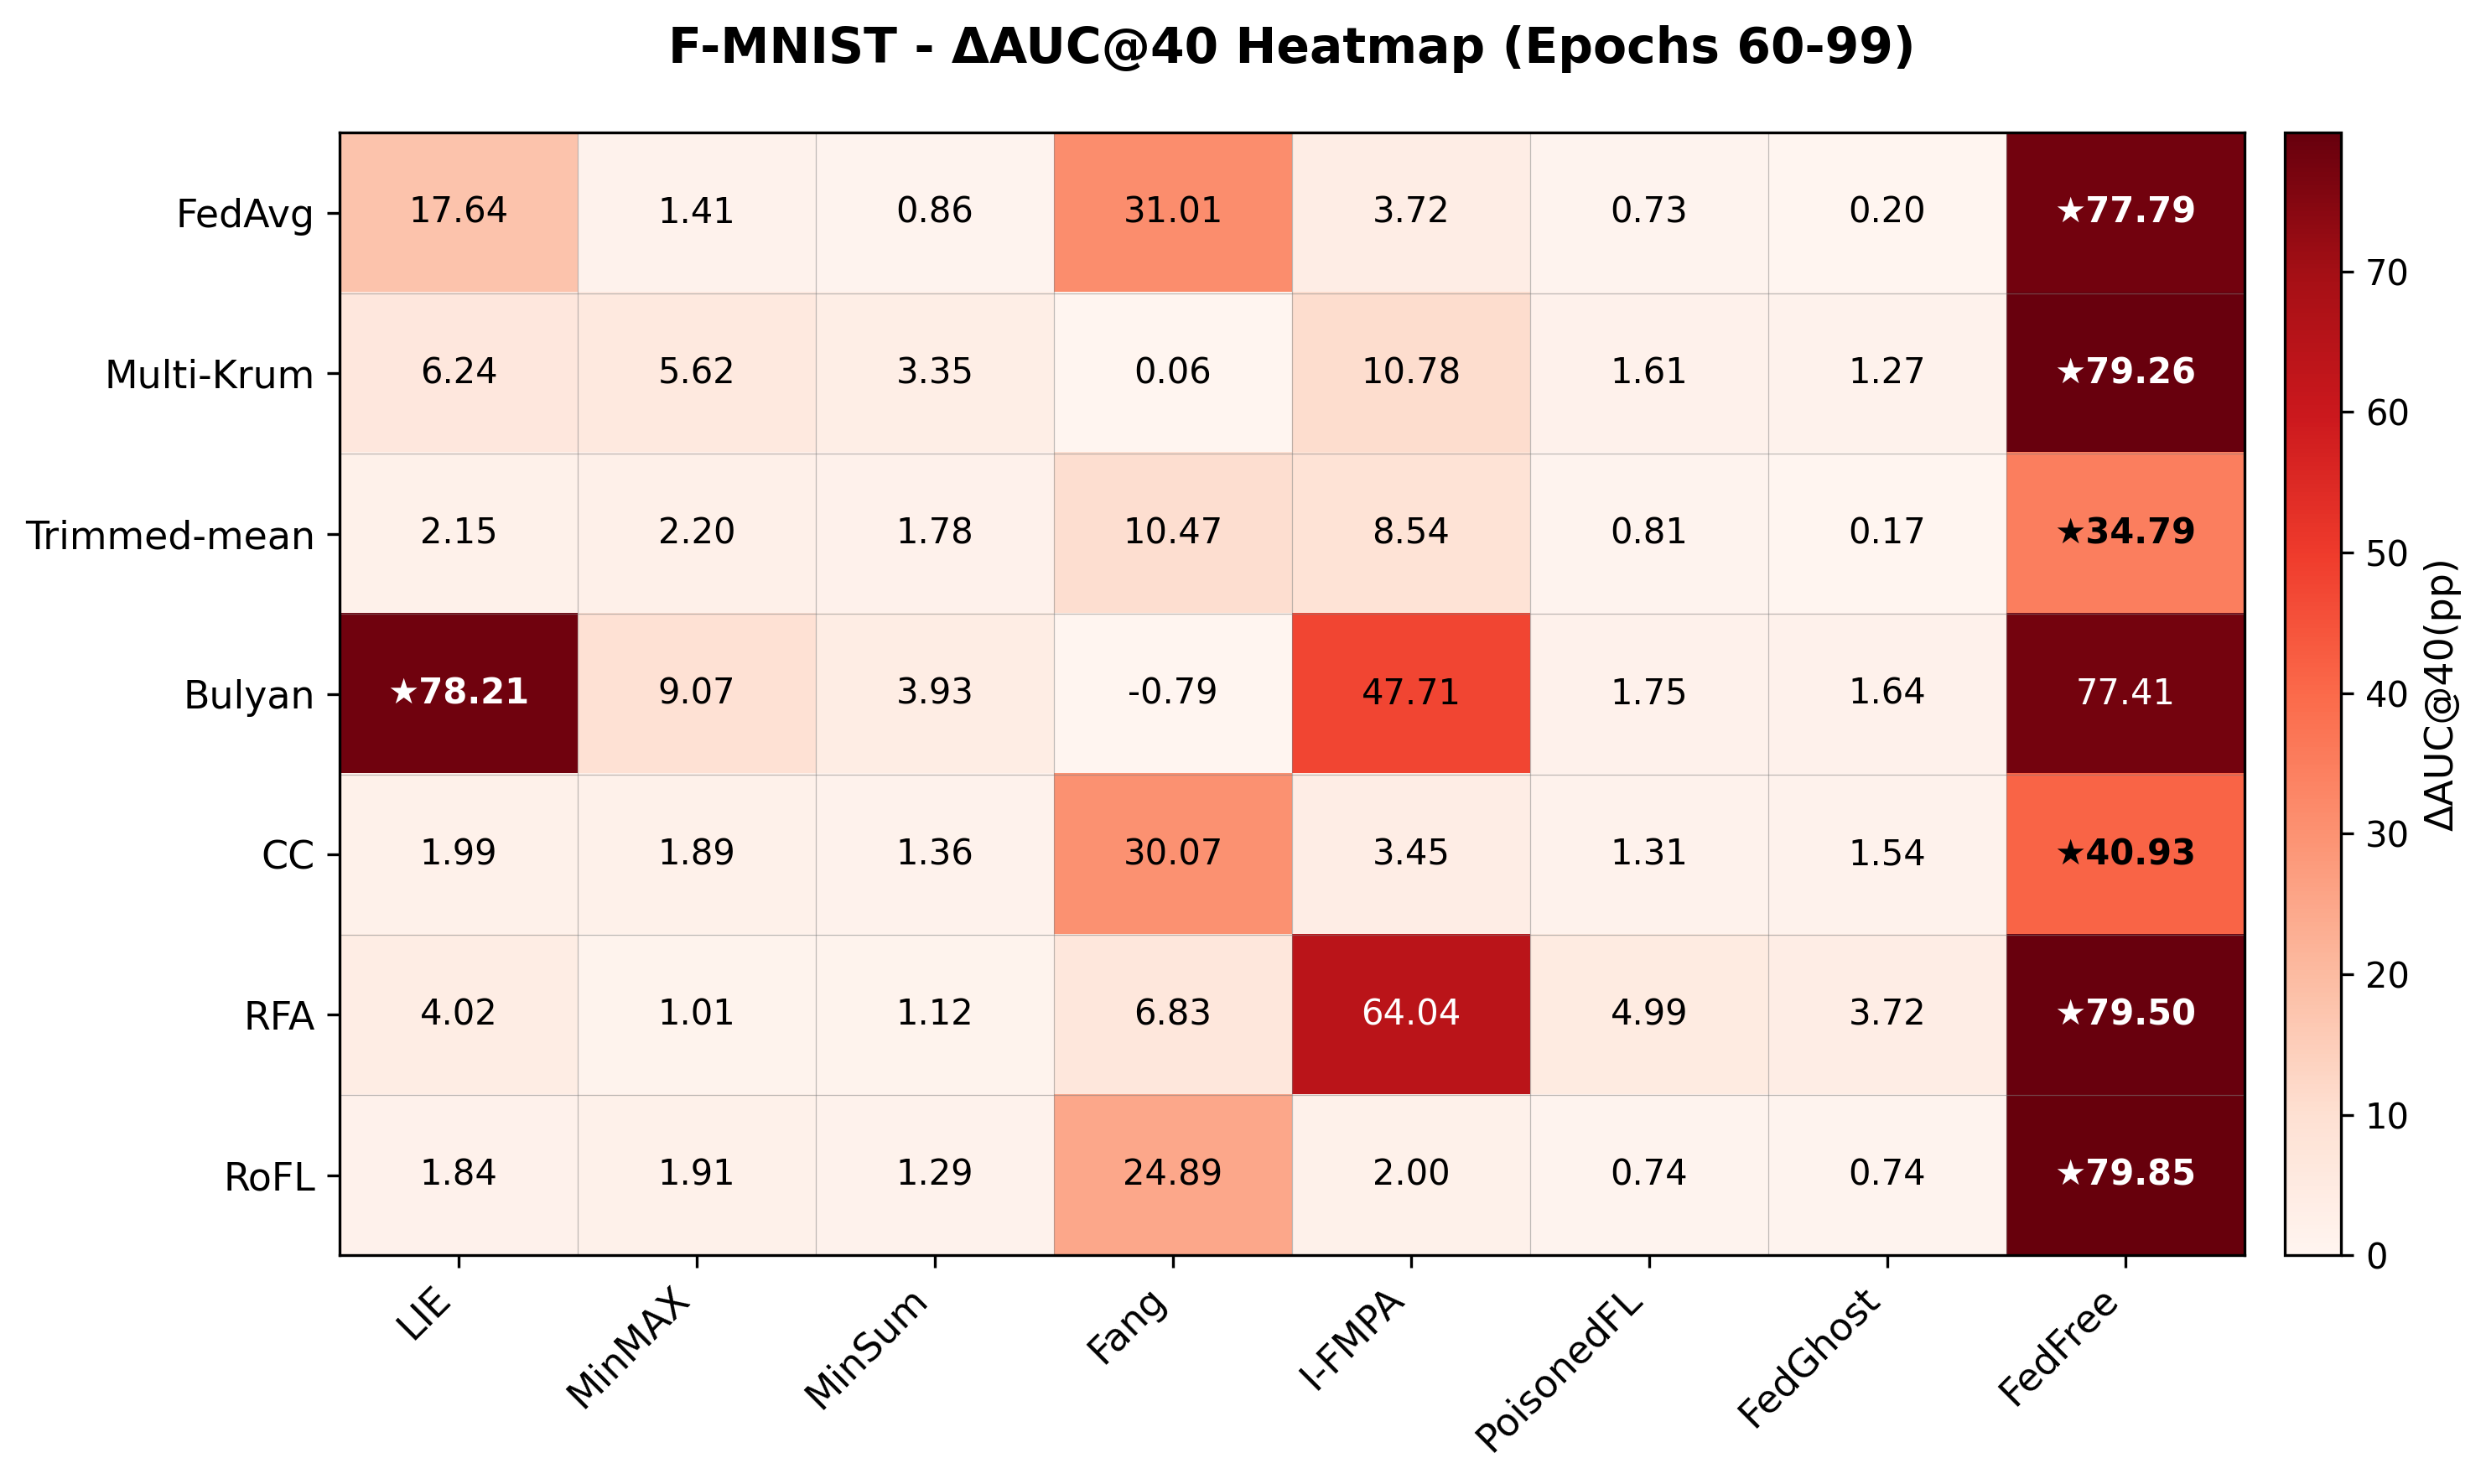 F-MNIST - ΔAUC@40 Heatmap (Epochs 60-99)
FedAvg 17.64 1.41 0.86 31.01 3.72 0.73 0.20 ★77.79
Multi-Krum 6.24 5.62 3.35 0.06 10.78 1.61 1.27 ★79.26
Trimmed-mean 2.15 2.20 1.78 10.47 8.54 0.81 0.17 ★34.79
Bulyan ★78.21 9.07 3.93 -0.79 47.71 1.75 1.64 77.41
CC 1.99 1.89 1.36 30.07 3.45 1.31 1.54 ★40.93
RFA 4.02 1.01 1.12 6.83 64.04 4.99 3.72 ★79.50
RoFL 1.84 1.91 1.29 24.89 2.00 0.74 0.74 ★79.85
LIE MinMAX MinSum Fang I-FMPA PoisonedFL FedGhost FedFree
70
60
50
40
30
20
10
0
ΔAUC@40(pp)